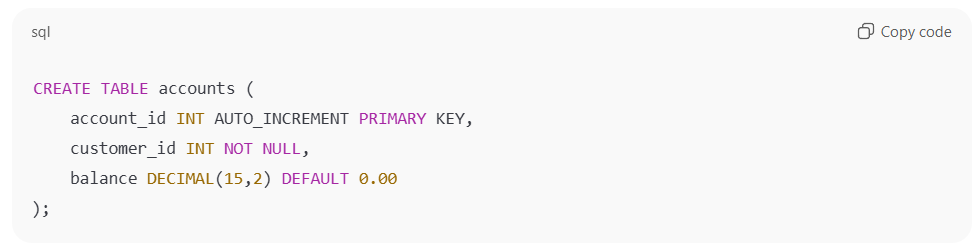 sql
Copy code
CREATE TABLE accounts (
    account_id INT AUTO_INCREMENT PRIMARY KEY,
    customer_id INT NOT NULL,
    balance DECIMAL(15,2) DEFAULT 0.00
);